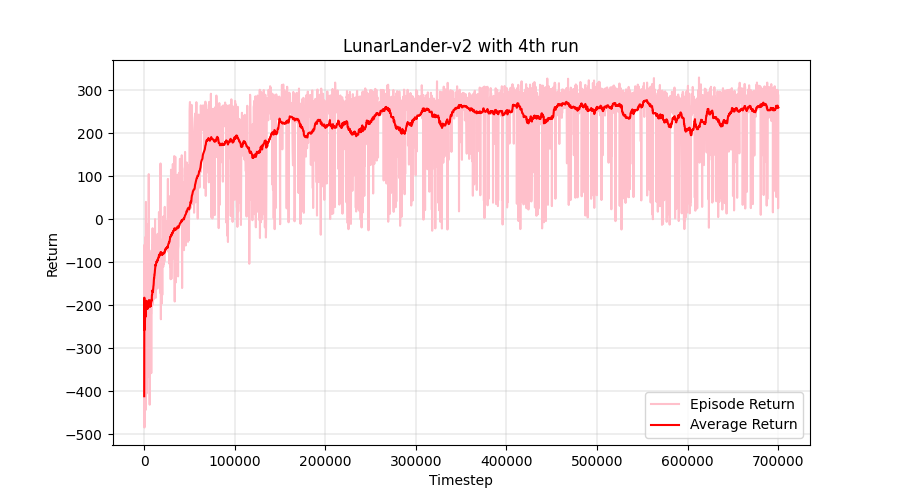 LunarLander-v2 with 4th run
Return
300
200
100
0
−100
−200
−300
−400
−500
0 100000 200000 300000 400000 500000 600000 700000
Timestep
Episode Return
Average Return